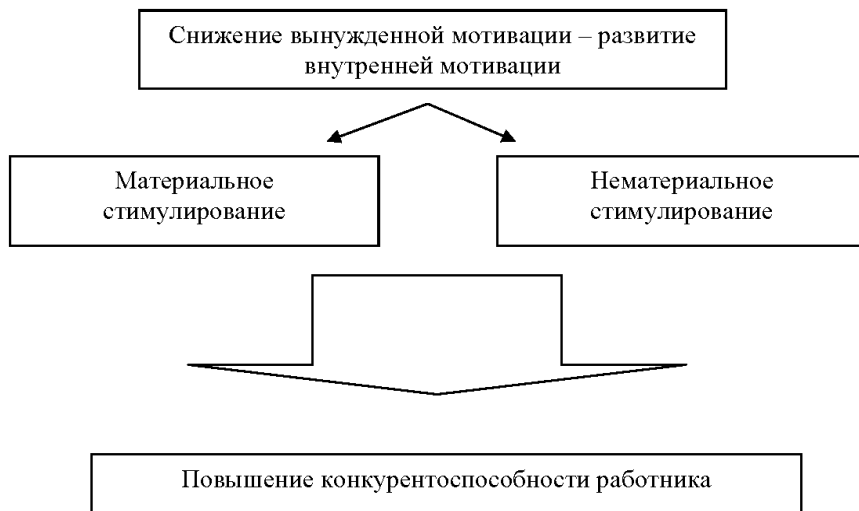 Снижение вынужденной мотивации – развитие
внутренней мотивации
Материальное
стимулирование
Нематериальное
стимулирование
Повышение конкурентоспособности работника